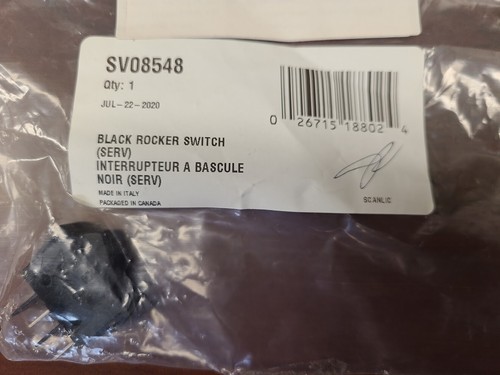 SV08548
Qty: 1
JUL-22-2020
0 26715 18802 4
BLACK ROCKER SWITCH
(SERV)
INTERRUPTEUR A BASCULE
NOIR (SERV)
MADE IN ITALY
PACKAGED IN CANADA
SCANLIC